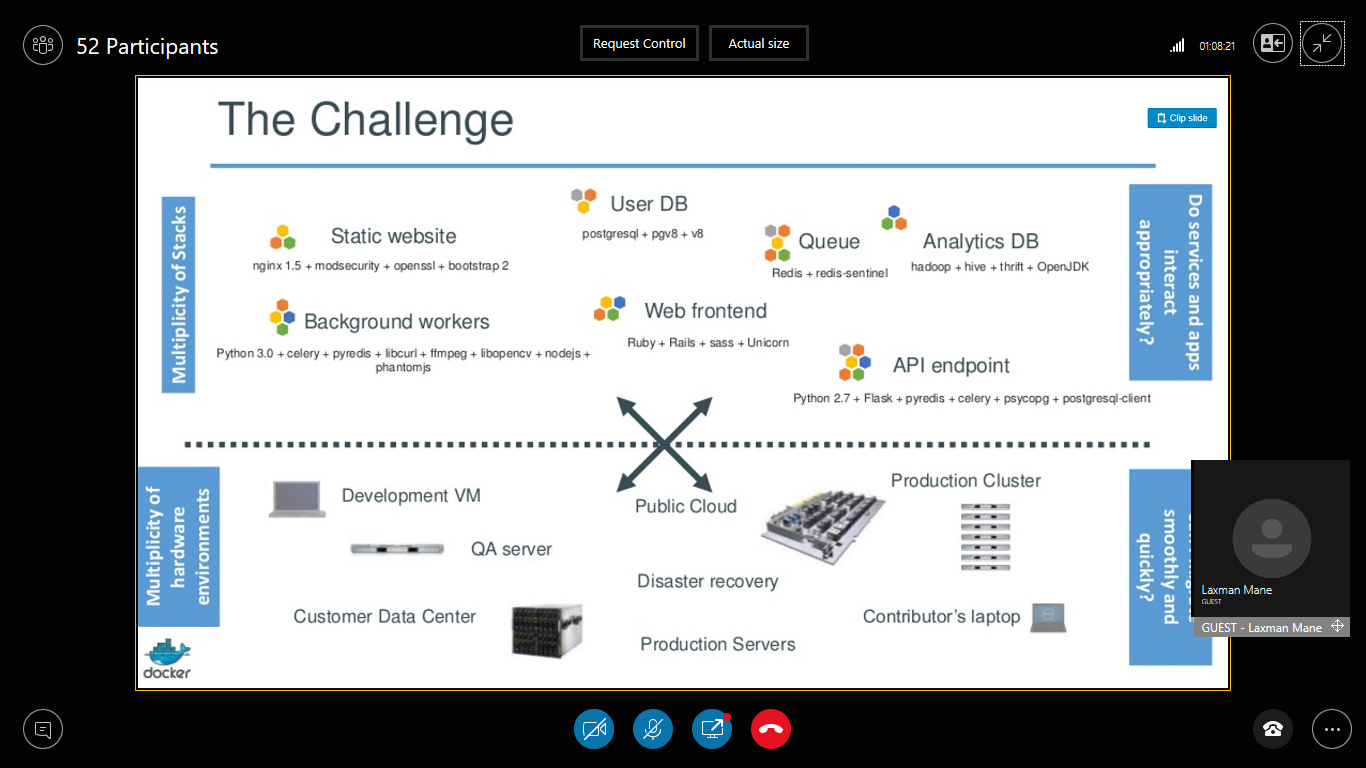 52 Participants
Request Control
Actual size
01:08:21
The Challenge
Clip slide
Multiplicity of Stacks
Static website
nginx 1.5 + modsecurity + openssl + bootstrap 2
User DB
postgresql + pgv8 + v8
Queue
Redis + redis-sentinel
Analytics DB
hadoop + hive + thrift + OpenJDK
Do services and apps
interact
appropriately?
Background workers
Python 3.0 + celery + pyredis + libcurl + ffmpeg + libopencv + nodejs +
phantomjs
Web frontend
Ruby + Rails + sass + Unicorn
API endpoint
Python 2.7 + Flask + pyredis + celery + psycopg + postgresql-client
Multiplicity of
hardware
environments
Development VM
QA server
Customer Data Center
Public Cloud
Disaster recovery
Production Servers
Production Cluster
Contributor's laptop
smoothly and
quickly?
docker
Laxman Mane
GUEST
GUEST - Laxman Mane